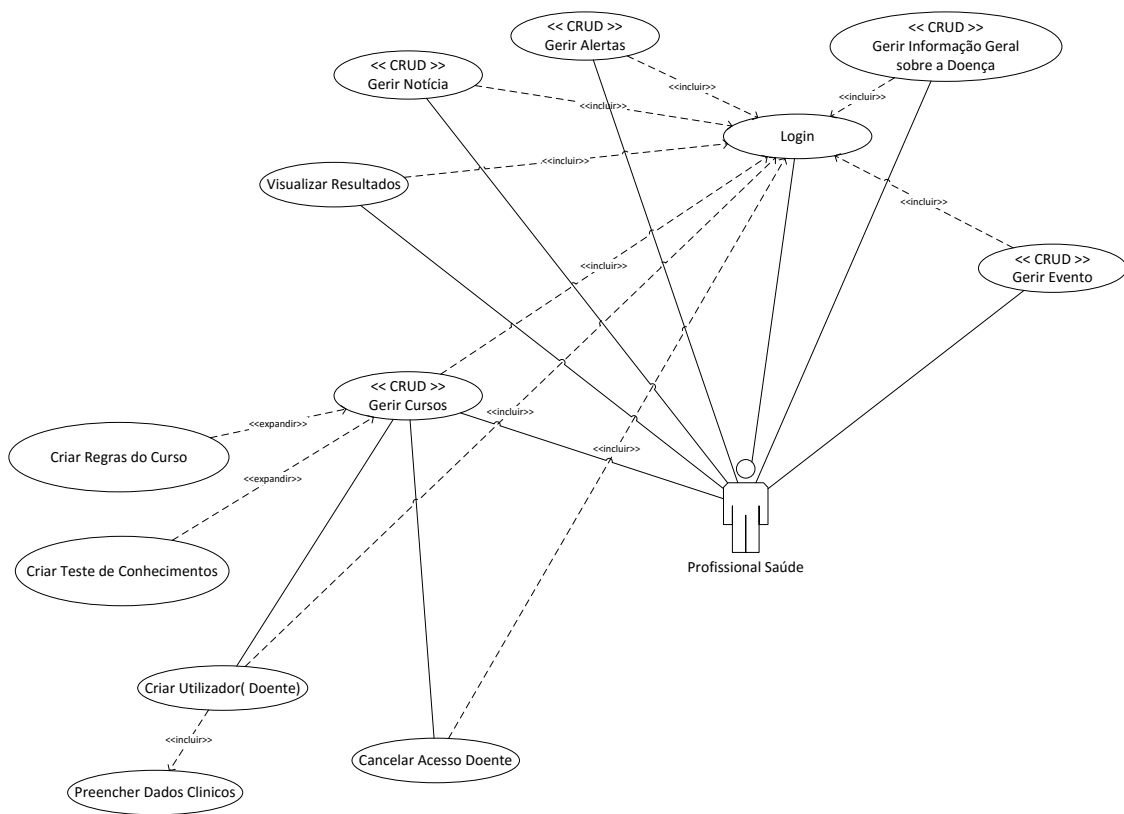 << CRUD >>
Gerir Alertas
<< CRUD >>
Gerir Informação Geral
sobre a Doença
<< CRUD >>
Gerir Notícia
<<incluir>>
<<incluir>>
<<incluir>>
Login
<<incluir>>
Visualizar Resultados
<<incluir>>
<< CRUD >>
Gerir Evento
<<incluir>>
<< CRUD >>
Gerir Cursos
<<incluir>>
<<expandir>>
<<incluir>>
Criar Regras do Curso
<<expandir>>
Profissional Saúde
Criar Teste de Conhecimentos
Criar Utilizador( Doente)
<<incluir>>
Cancelar Acesso Doente
Preencher Dados Clinicos